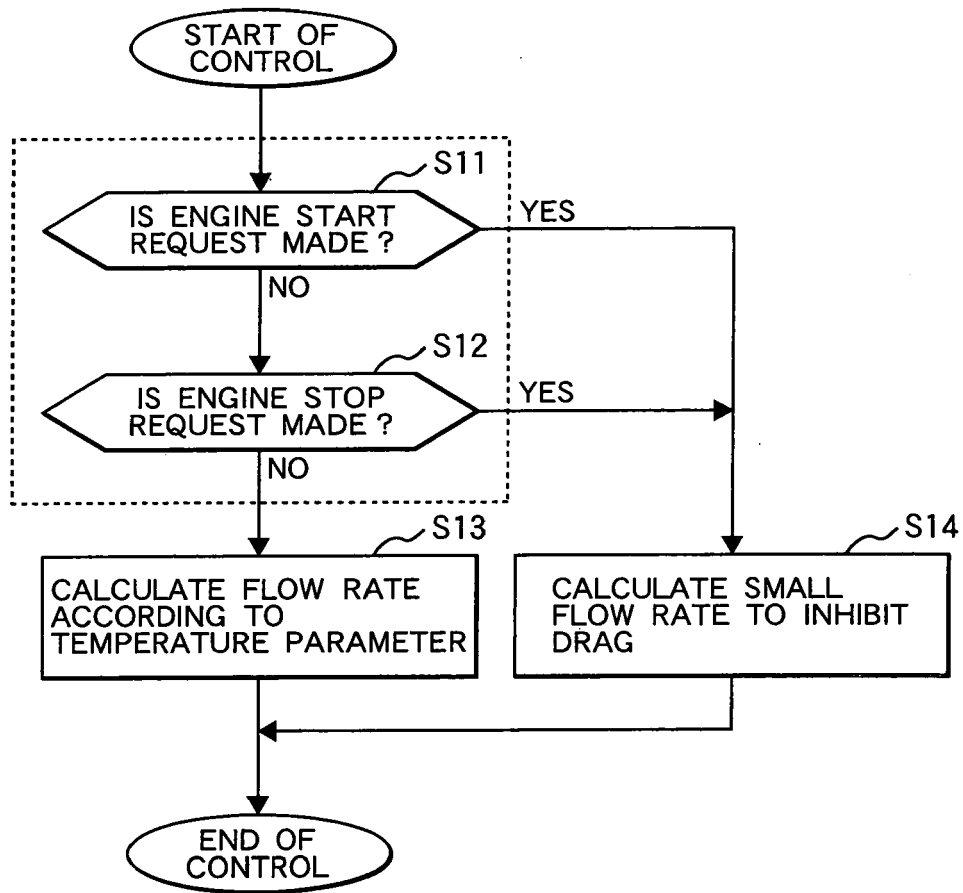 START OF
CONTROL
S11
IS ENGINE START
REQUEST MADE?
YES
NO
S12
IS ENGINE STOP
REQUEST MADE?
YES
NO
S13
CALCULATE FLOW RATE
ACCORDING TO
TEMPERATURE PARAMETER
S14
CALCULATE SMALL
FLOW RATE TO INHIBIT
DRAG
END OF
CONTROL